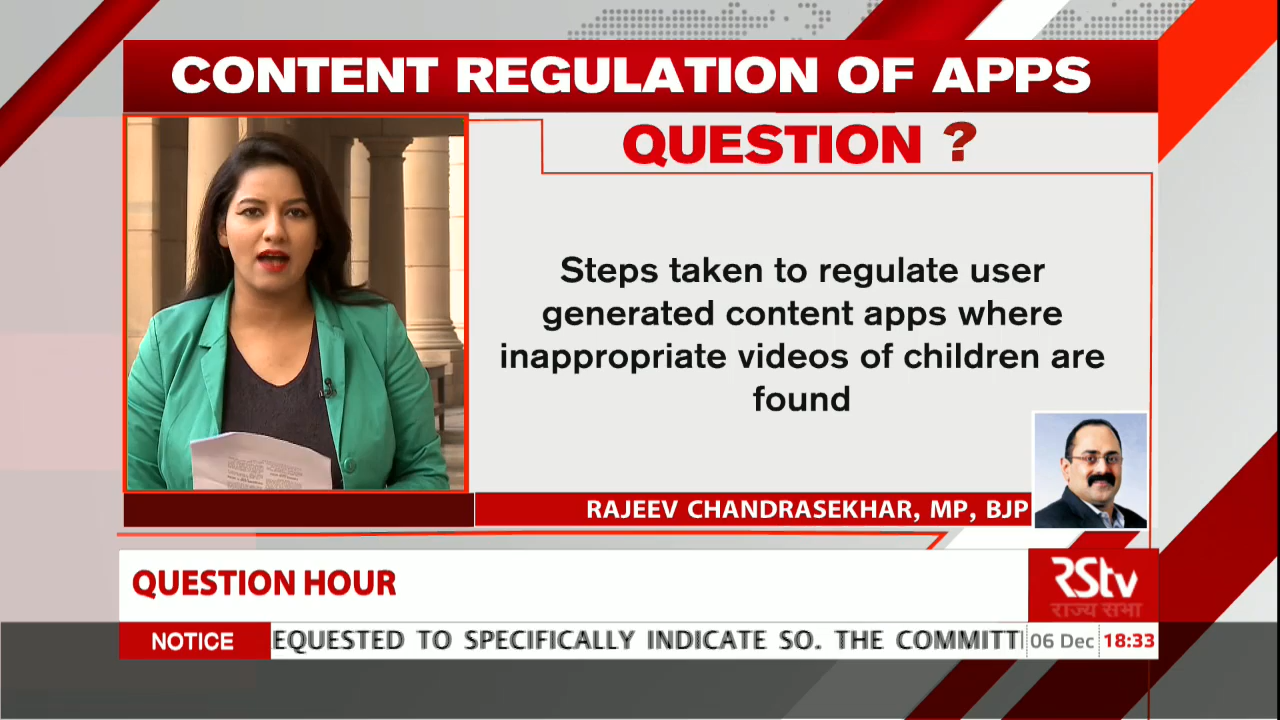 CONTENT REGULATION OF APPS
QUESTION ?
Steps taken to regulate user
generated content apps where
inappropriate videos of children are
found
RAJEEV CHANDRASEKHAR, MP, BJP
QUESTION HOUR
RStv
राज्य सभा
NOTICE
EQUESTED TO SPECIFICALLY INDICATE SO. THE COMMITT
06 Dec 18:33